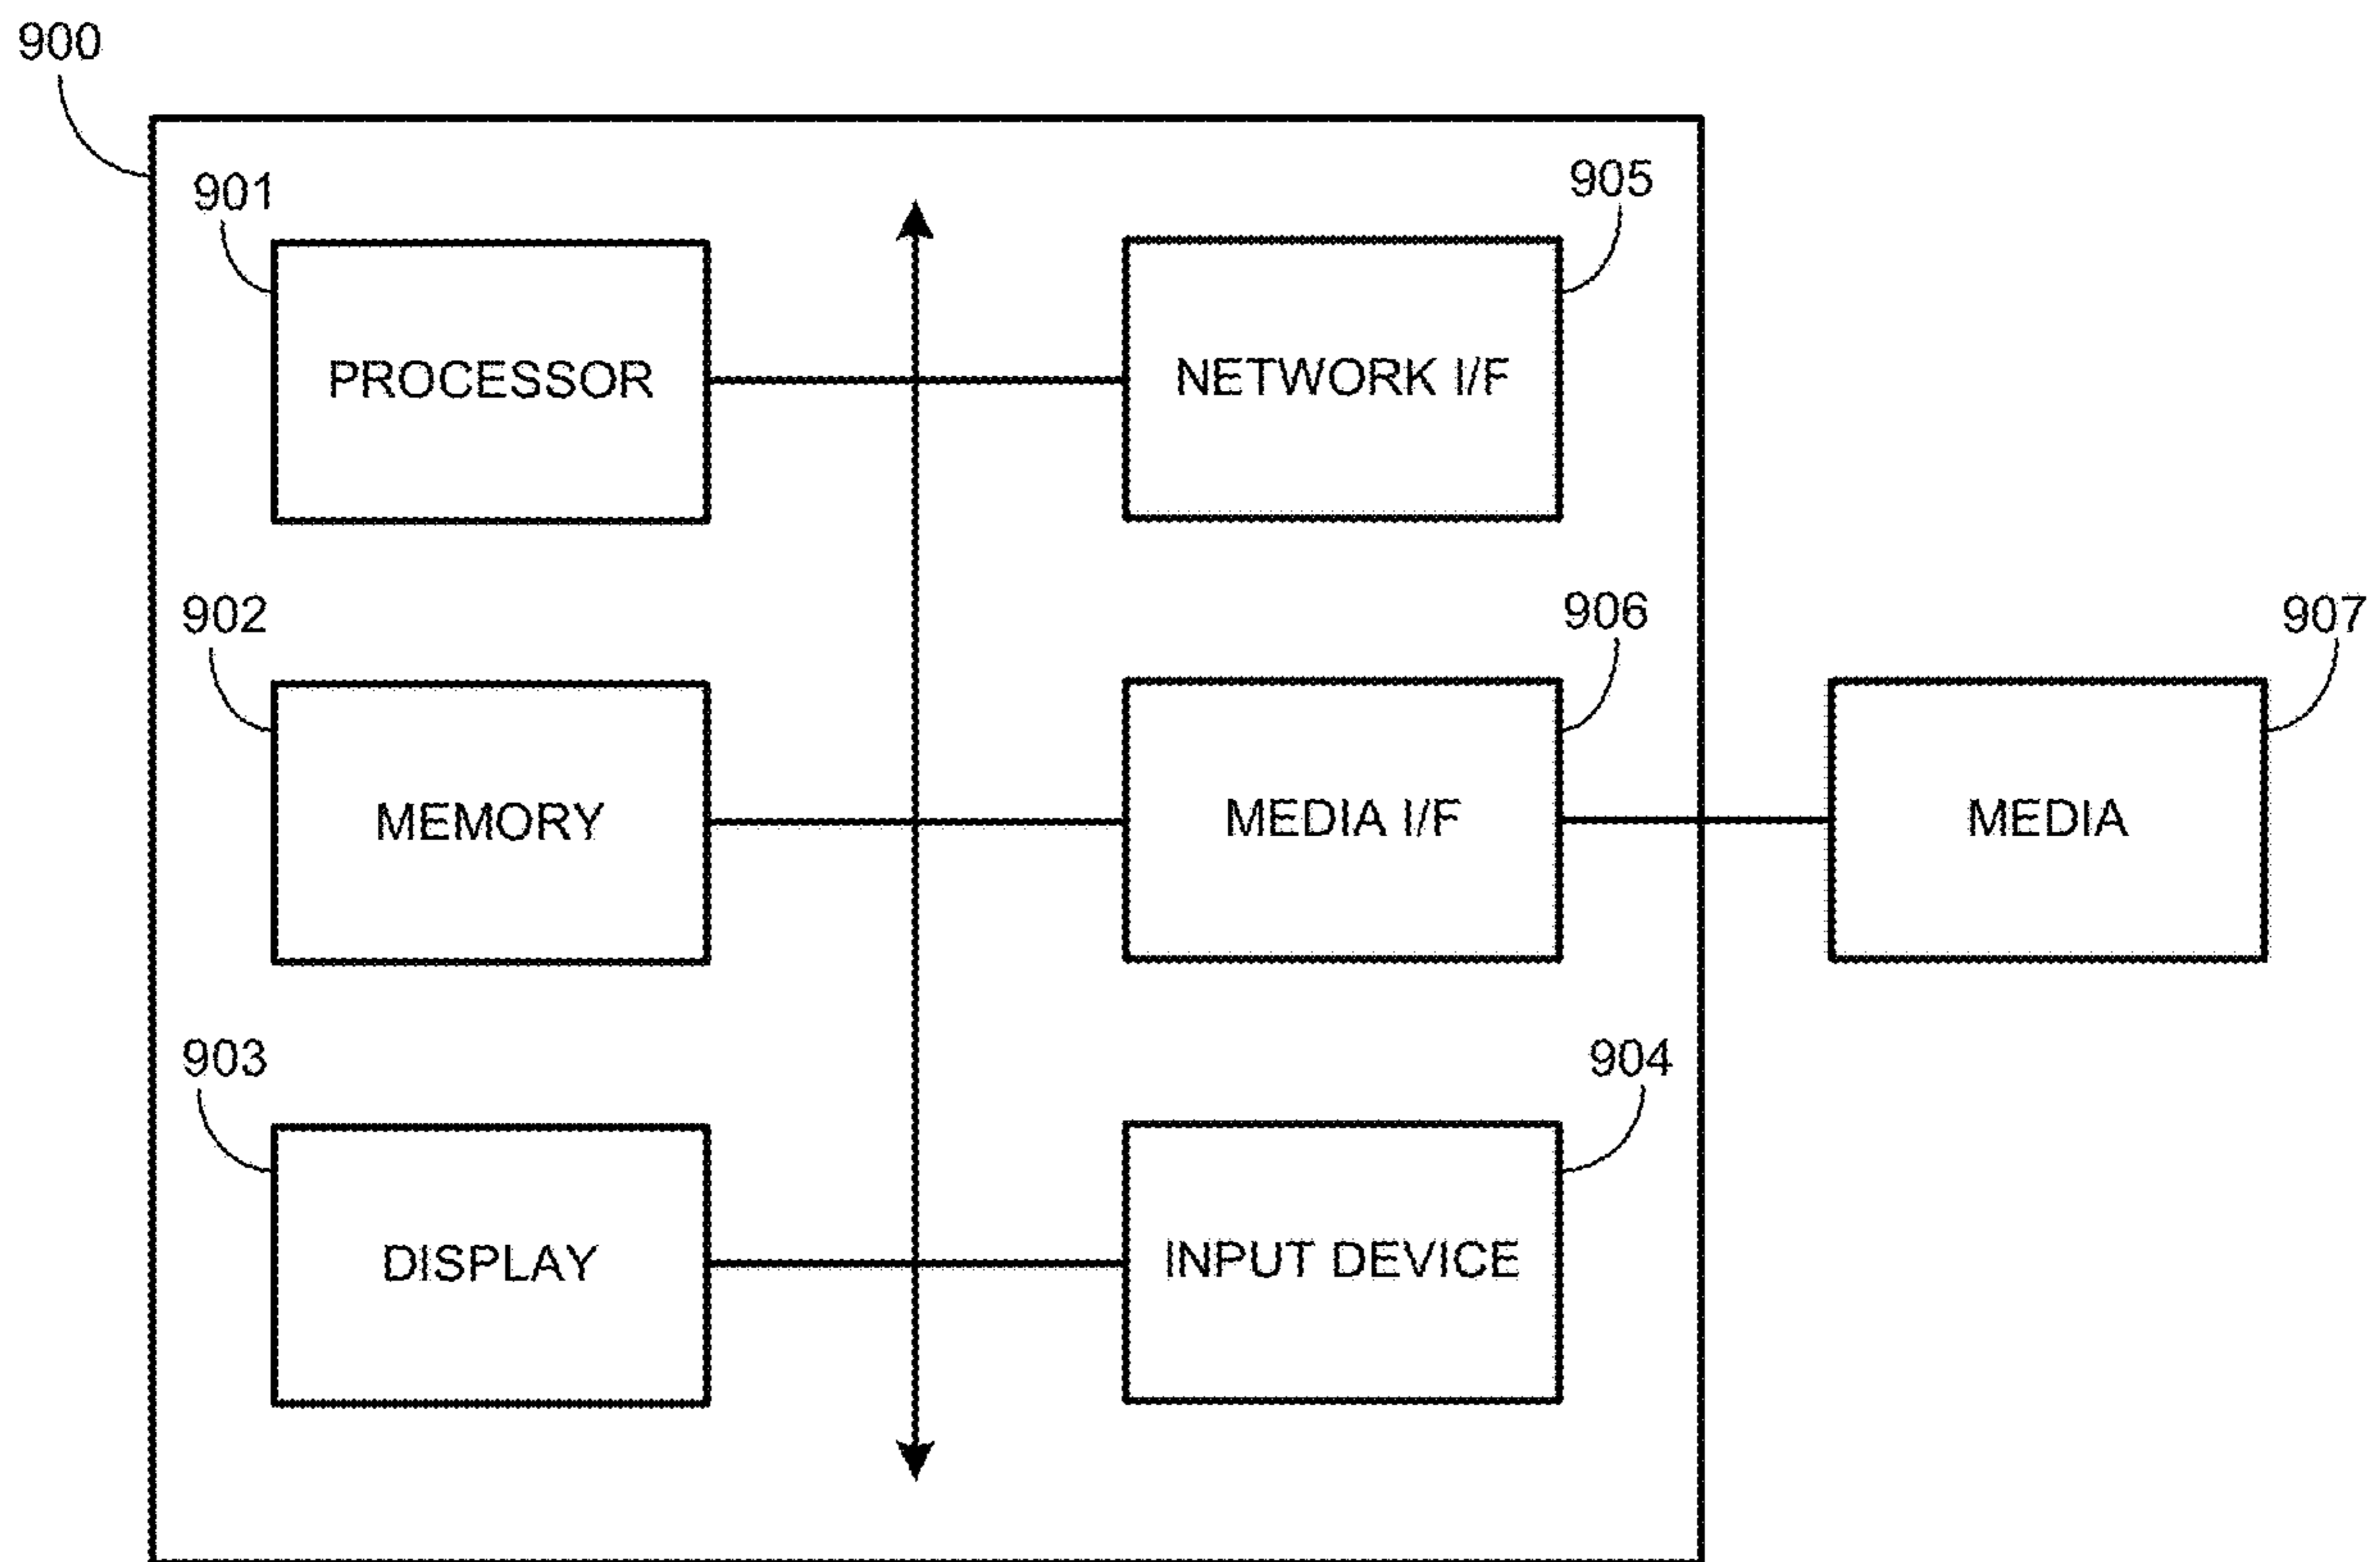 900
901
905
PROCESSOR
NETWORK I/F
902
906
907
MEMORY
MEDIA I/F
MEDIA
903
904
DISPLAY
INPUT DEVICE